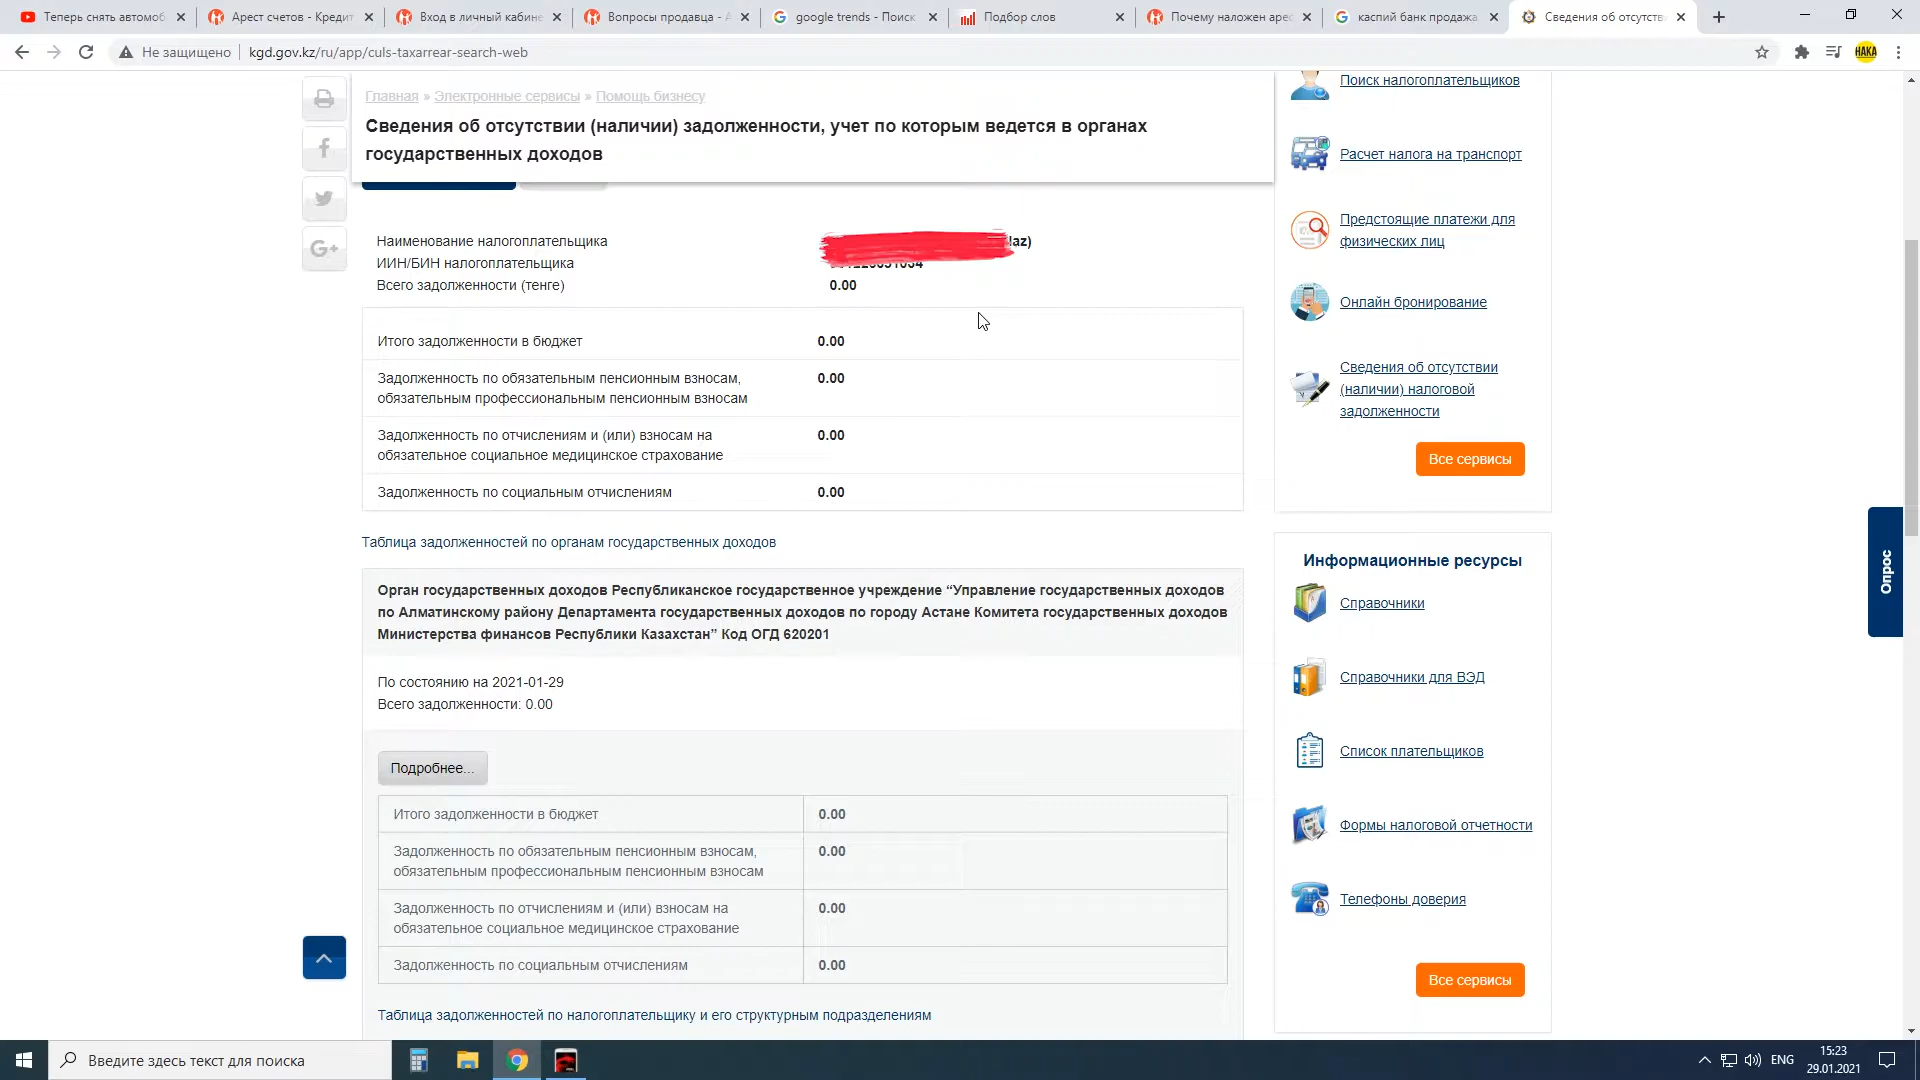 Теперь снять автомоб
Арест счетов - Кредит
Вход в личный кабине
Вопросы продавца - А
google trends - Поиск
Подбор слов
Почему наложен арес
каспий банк продажа
Сведения об отсутств
Не защищено
kgd.gov.kz/ru/app/culs-taxarrear-search-web
НАКА
Главная » Электронные сервисы » Помощь бизнесу
Сведения об отсутствии (наличии) задолженности, учет по которым ведется в органах
государственных доходов
G+
Наименование налогоплательщика
ИИН/БИН налогоплательщика
Всего задолженности (тенге) 0.00
Итого задолженности в бюджет 0.00
Задолженность по обязательным пенсионным взносам, 0.00
обязательным профессиональным пенсионным взносам
Задолженность по отчислениям и (или) взносам на 0.00
обязательное социальное медицинское страхование
Задолженность по социальным отчислениям 0.00
Таблица задолженностей по органам государственных доходов
Орган государственных доходов Республиканское государственное учреждение “Управление государственных доходов
по Алматинскому району Департамента государственных доходов по городу Астане Комитета государственных доходов
Министерства финансов Республики Казахстан” Код ОГД 620201
По состоянию на 2021-01-29
Всего задолженности: 0.00
Подробнее...
Итого задолженности в бюджет 0.00
Задолженность по обязательным пенсионным взносам, 0.00
обязательным профессиональным пенсионным взносам
Задолженность по отчислениям и (или) взносам на 0.00
обязательное социальное медицинское страхование
Задолженность по социальным отчислениям 0.00
Таблица задолженностей по налогоплательщику и его структурным подразделениям
Поиск налогоплательщиков
Расчет налога на транспорт
Предстоящие платежи для
физических лиц
Онлайн бронирование
Сведения об отсутствии
(наличии) налоговой
задолженности
Все сервисы
Информационные ресурсы
Справочники
Справочники для ВЭД
Список плательщиков
Формы налоговой отчетности
Телефоны доверия
Все сервисы
Опрос
Введите здесь текст для поиска
ENG
15:23
29.01.2021